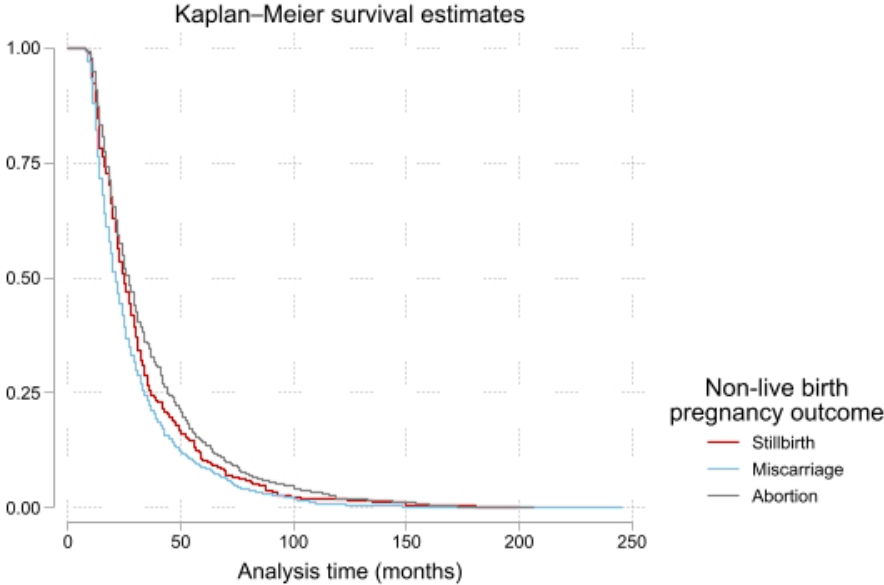 Kaplan–Meier survival estimates
1.00
0.75
0.50
0.25
0.00
0 50 100 150 200 250
Analysis time (months)
Non-live birth
pregnancy outcome
Stillbirth
Miscarriage
Abortion